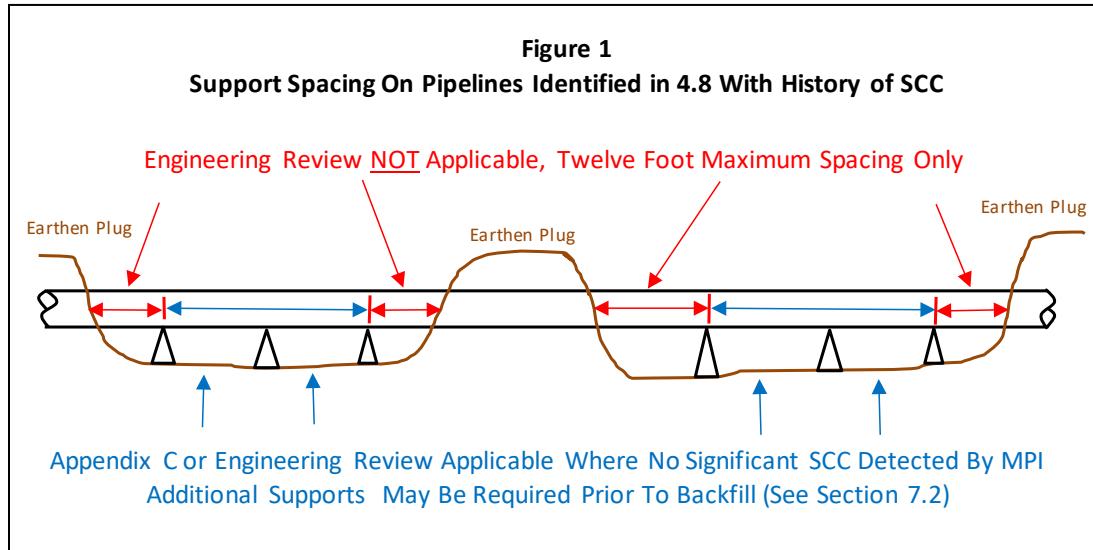 Figure 1
Support Spacing On Pipelines Identified in 4.8 With History of SCC
Engineering Review NOT Applicable, Twelve Foot Maximum Spacing Only
Earthen Plug
Earthen Plug
Earthen Plug
Appendix C or Engineering Review Applicable Where No Significant SCC Detected By MPI
Additional Supports May Be Required Prior To Backfill (See Section 7.2)